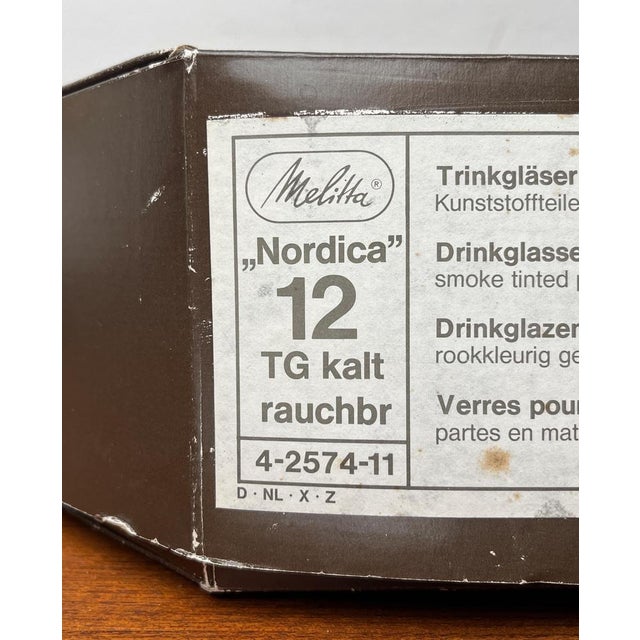 Melitta®
„Nordica”
12
TG kalt
rauchbr
4-2574-11
D · NL · X · Z
Trinkgläser
Kunststoffteile
Drinkglasse
smoke tinted p
Drinkglazen
rookkleurig ge
Verres pour
partes en mat